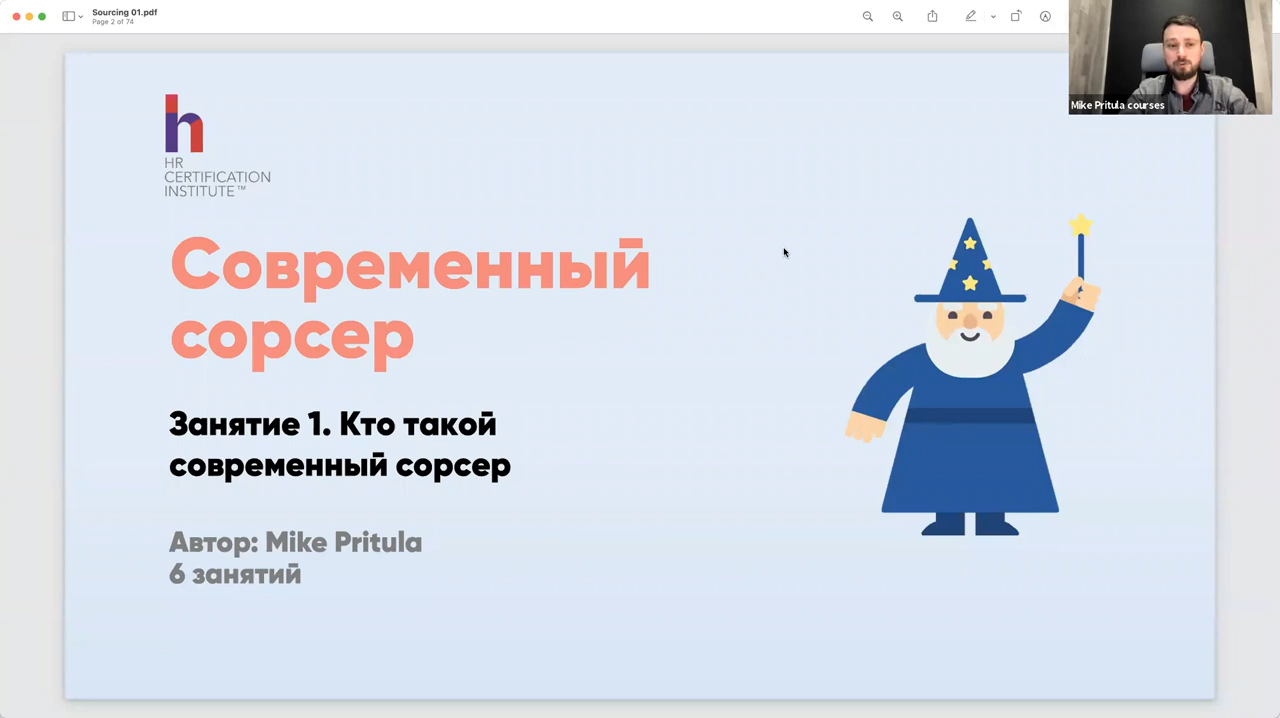 Sourcing 01.pdf
Page 2 of 74
Mike Pritula courses
h
HR
CERTIFICATION
INSTITUTE™
Современный
сорсер
Занятие 1. Кто такой
современный сорсер
Автор: Mike Pritula
6 занятий